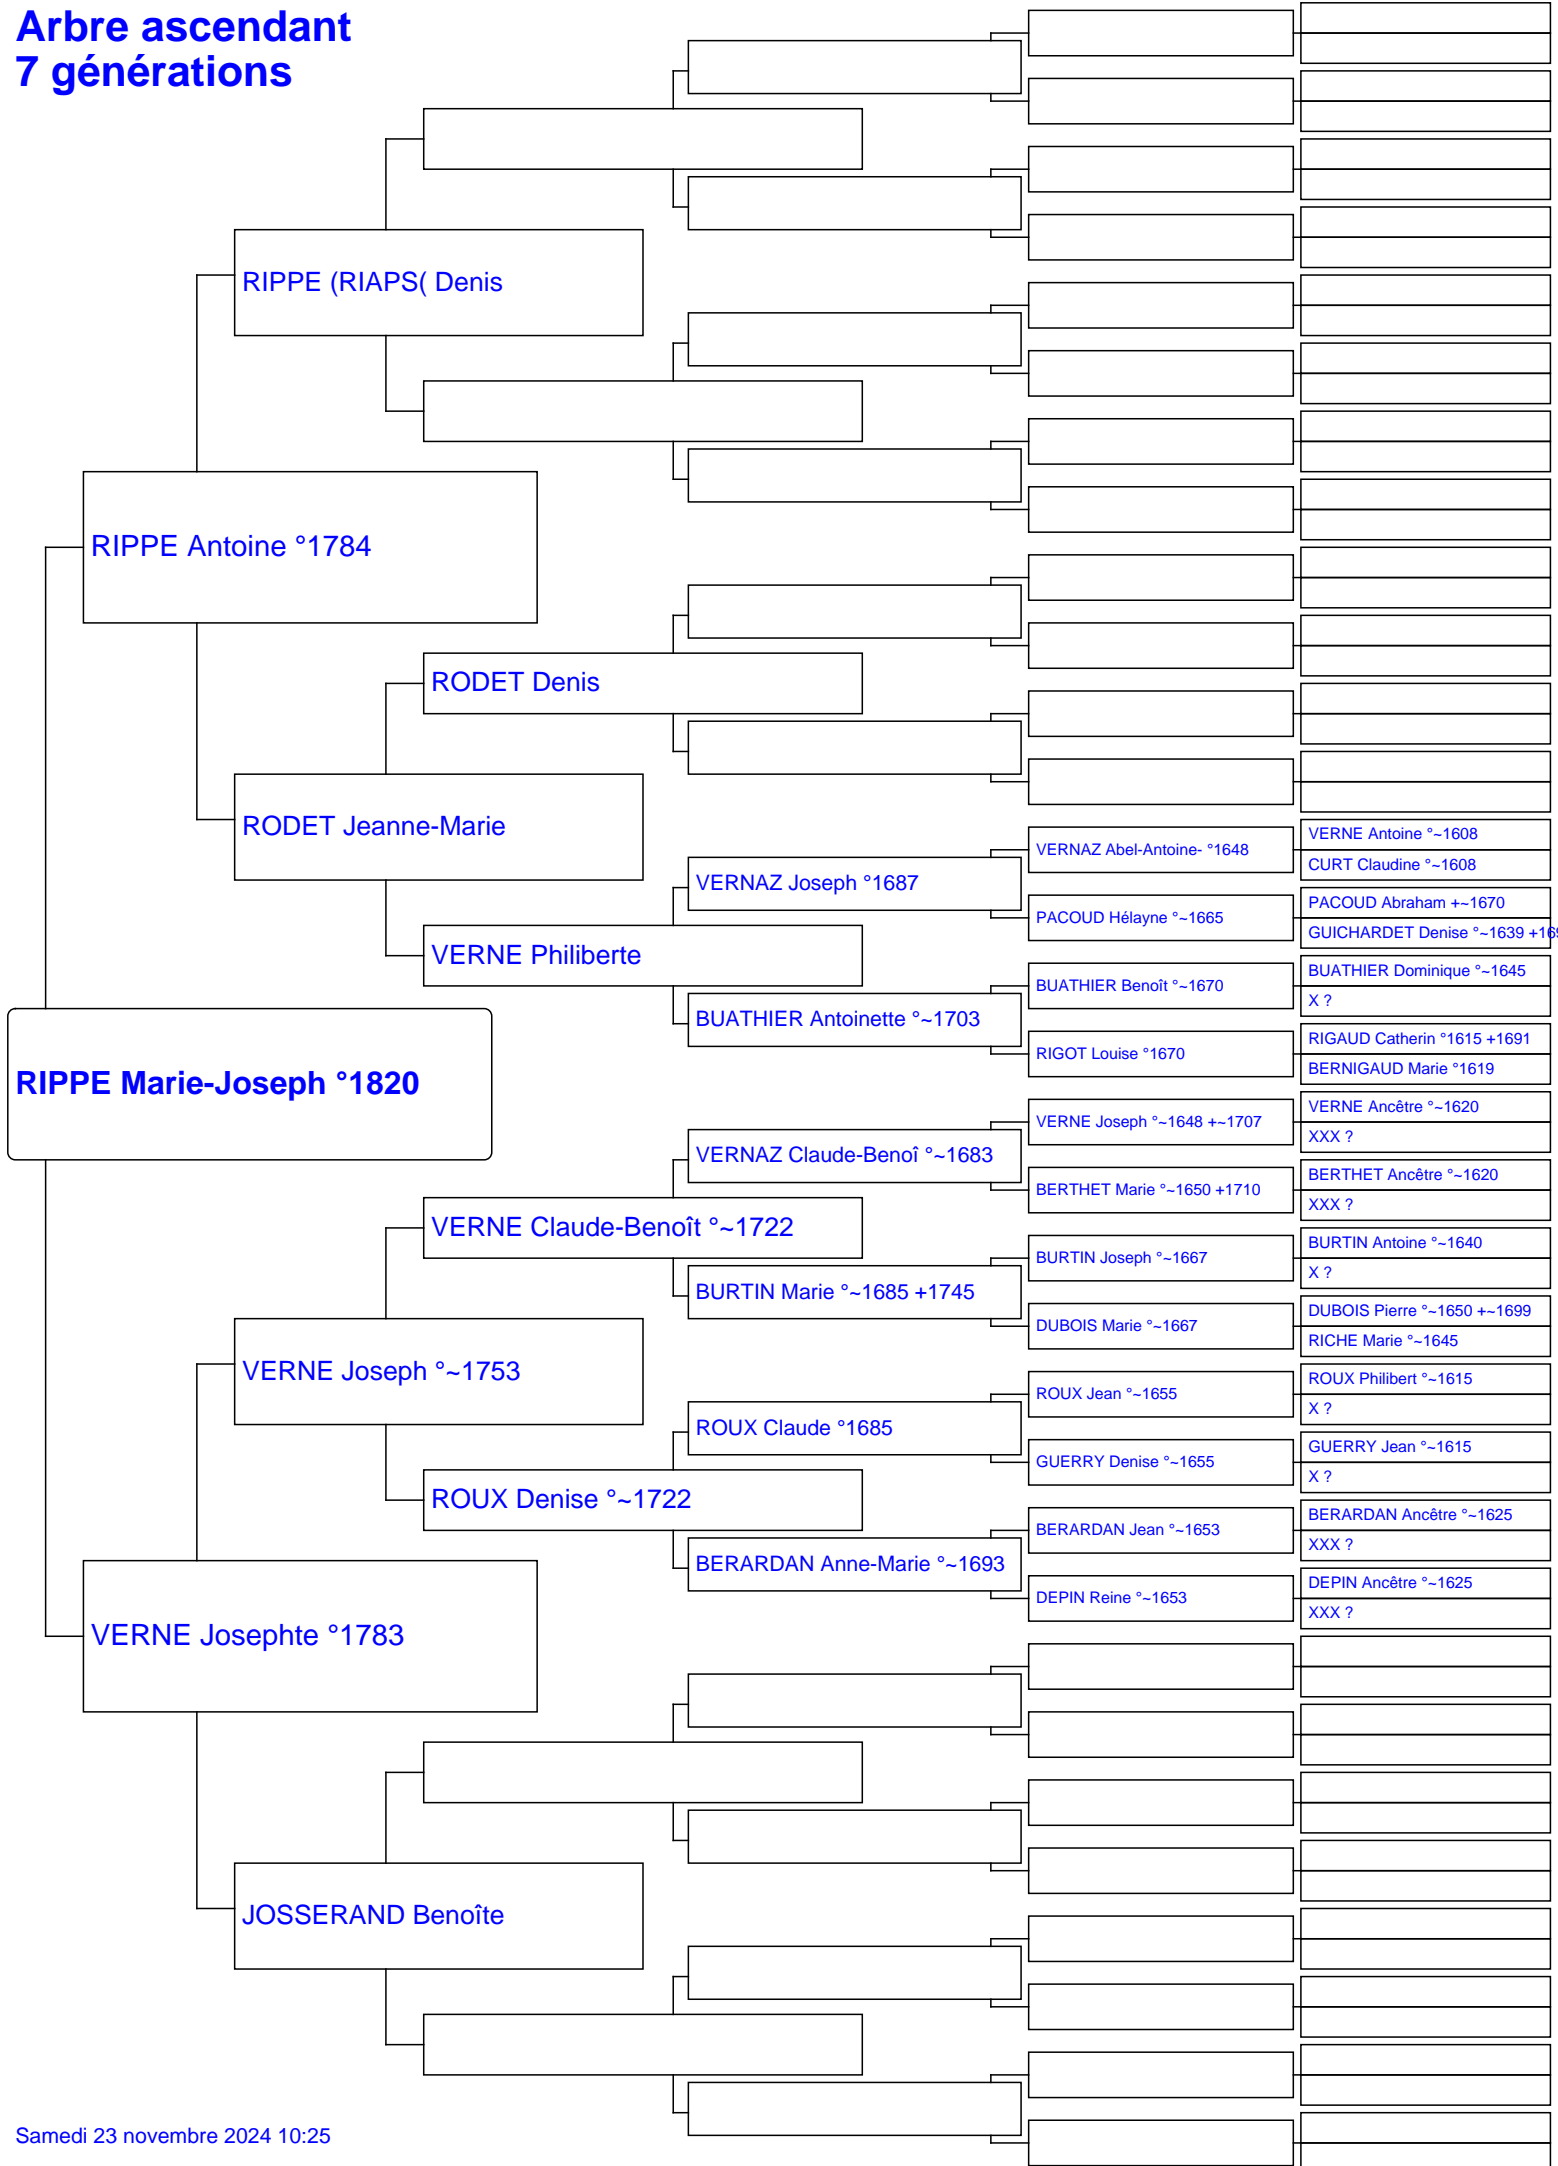 Arbre ascendant
7 générations
RIPPE (RIAPS( Denis
RIPPE Antoine °1784
RODET Denis
RODET Jeanne-Marie
VERNAZ Abel-Antoine- °1648
VERNE Antoine °~1608
CURT Claudine °~1608
VERNAZ Joseph °1687
PACOUD Hélayne °~1665
PACOUD Abraham +~1670
GUICHARDET Denise °~1639 +169
VERNE Philiberte
BUATHIER Benoît °~1670
BUATHIER Dominique °~1645
X ?
BUATHIER Antoinette °~1703
RIGOT Louise °1670
RIGAUD Catherin °1615 +1691
BERNIGAUD Marie °1619
RIPPE Marie-Joseph °1820
VERNE Joseph °~1648 +~1707
VERNE Ancêtre °~1620
XXX ?
VERNAZ Claude-Benoî °~1683
BERTHET Marie °~1650 +1710
BERTHET Ancêtre °~1620
XXX ?
VERNE Claude-Benoît °~1722
BURTIN Joseph °~1667
BURTIN Antoine °~1640
X ?
BURTIN Marie °~1685 +1745
DUBOIS Marie °~1667
DUBOIS Pierre °~1650 +~1699
RICHE Marie °~1645
VERNE Joseph °~1753
ROUX Jean °~1655
ROUX Philibert °~1615
X ?
ROUX Claude °1685
GUERRY Denise °~1655
GUERRY Jean °~1615
X ?
ROUX Denise °~1722
BERARDAN Jean °~1653
BERARDAN Ancêtre °~1625
XXX ?
BERARDAN Anne-Marie °~1693
DEPIN Reine °~1653
DEPIN Ancêtre °~1625
XXX ?
VERNE Josephte °1783
JOSSERAND Benoîte
Samedi 23 novembre 2024 10:25